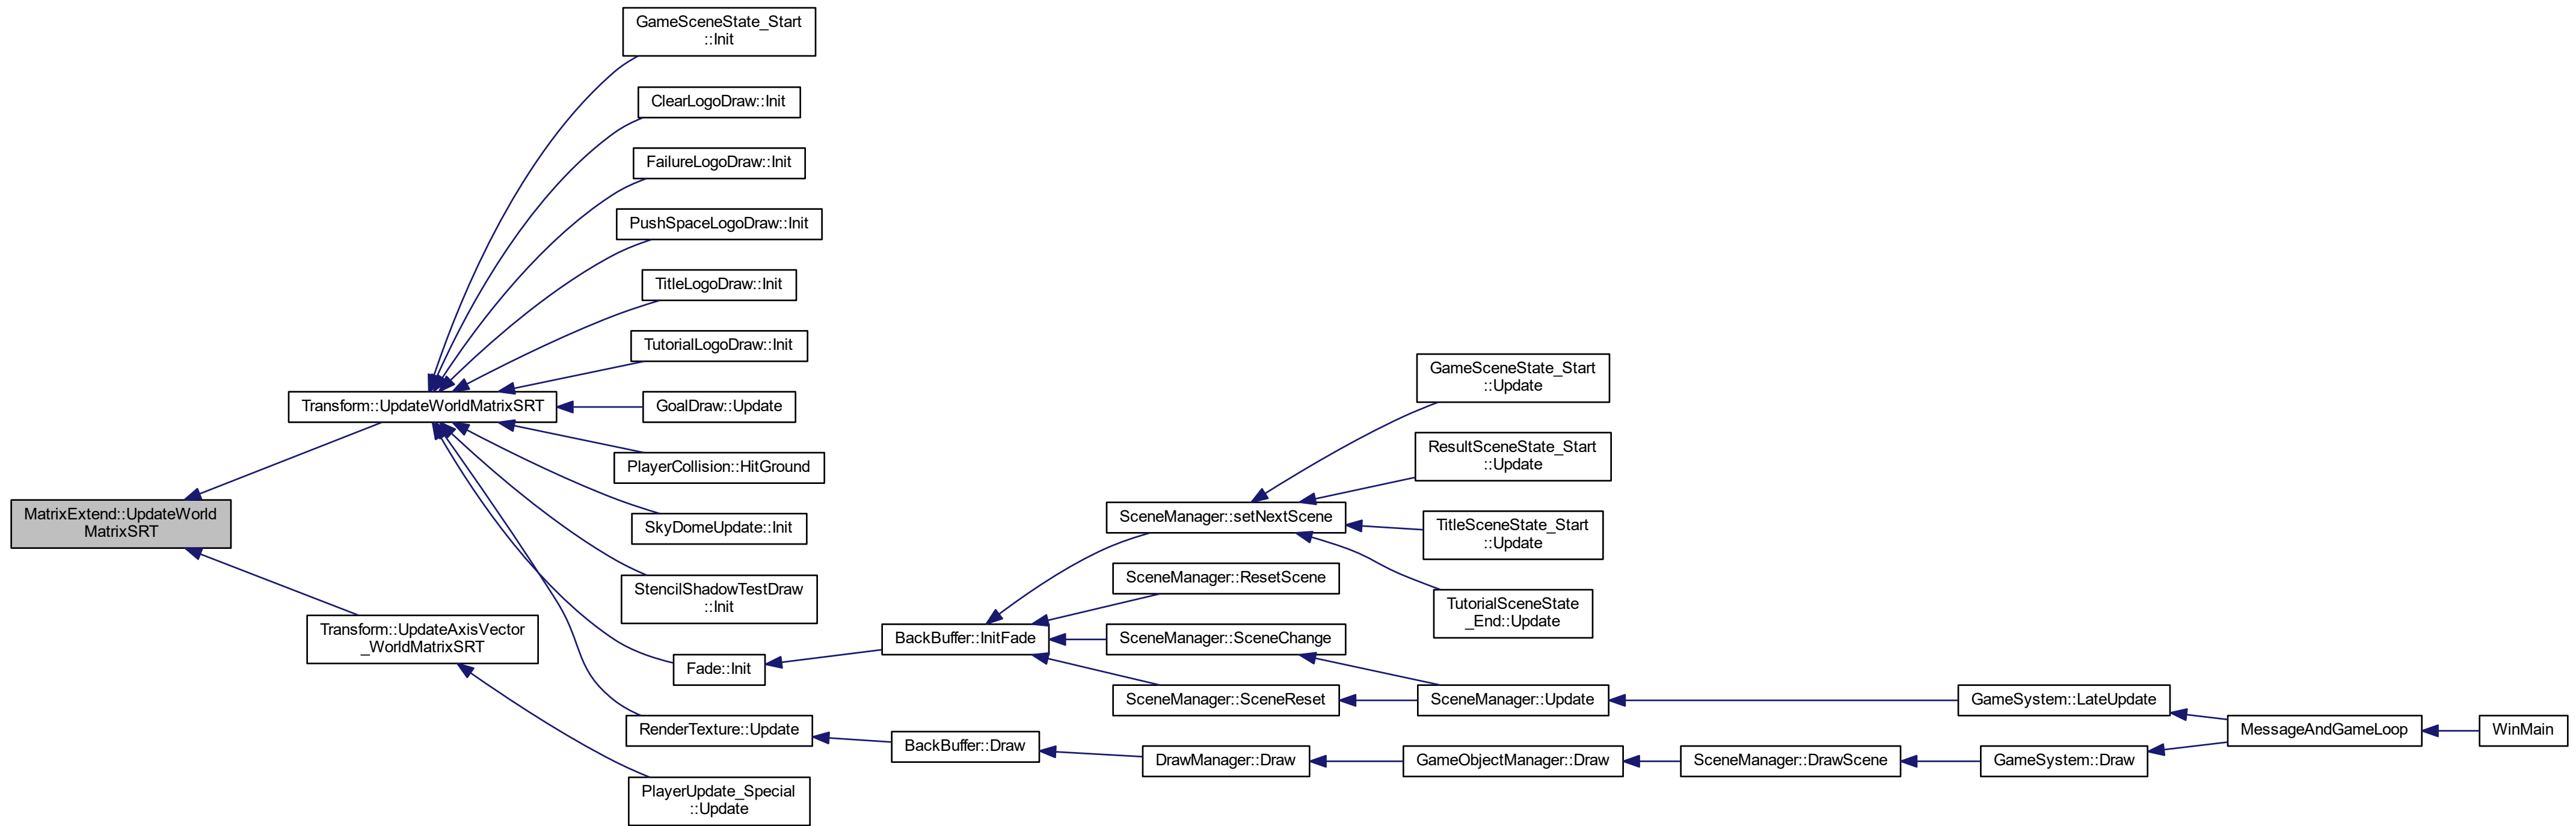 GameSceneState_Start
::Init
ClearLogoDraw::Init
FailureLogoDraw::Init
PushSpaceLogoDraw::Init
TitleLogoDraw::Init
TutorialLogoDraw::Init
Transform::UpdateWorldMatrixSRT
GoalDraw::Update
PlayerCollision::HitGround
MatrixExtend::UpdateWorld
MatrixSRT
SkyDomeUpdate::Init
StencilShadowTestDraw
::Init
Transform::UpdateAxisVector
_WorldMatrixSRT
Fade::Init
RenderTexture::Update
PlayerUpdate_Special
::Update
BackBuffer::InitFade
BackBuffer::Draw
SceneManager::setNextScene
SceneManager::ResetScene
SceneManager::SceneChange
SceneManager::SceneReset
DrawManager::Draw
GameSceneState_Start
::Update
ResultSceneState_Start
::Update
TitleSceneState_Start
::Update
TutorialSceneState
_End::Update
SceneManager::Update
GameObjectManager::Draw
SceneManager::DrawScene
GameSystem::LateUpdate
GameSystem::Draw
MessageAndGameLoop
WinMain